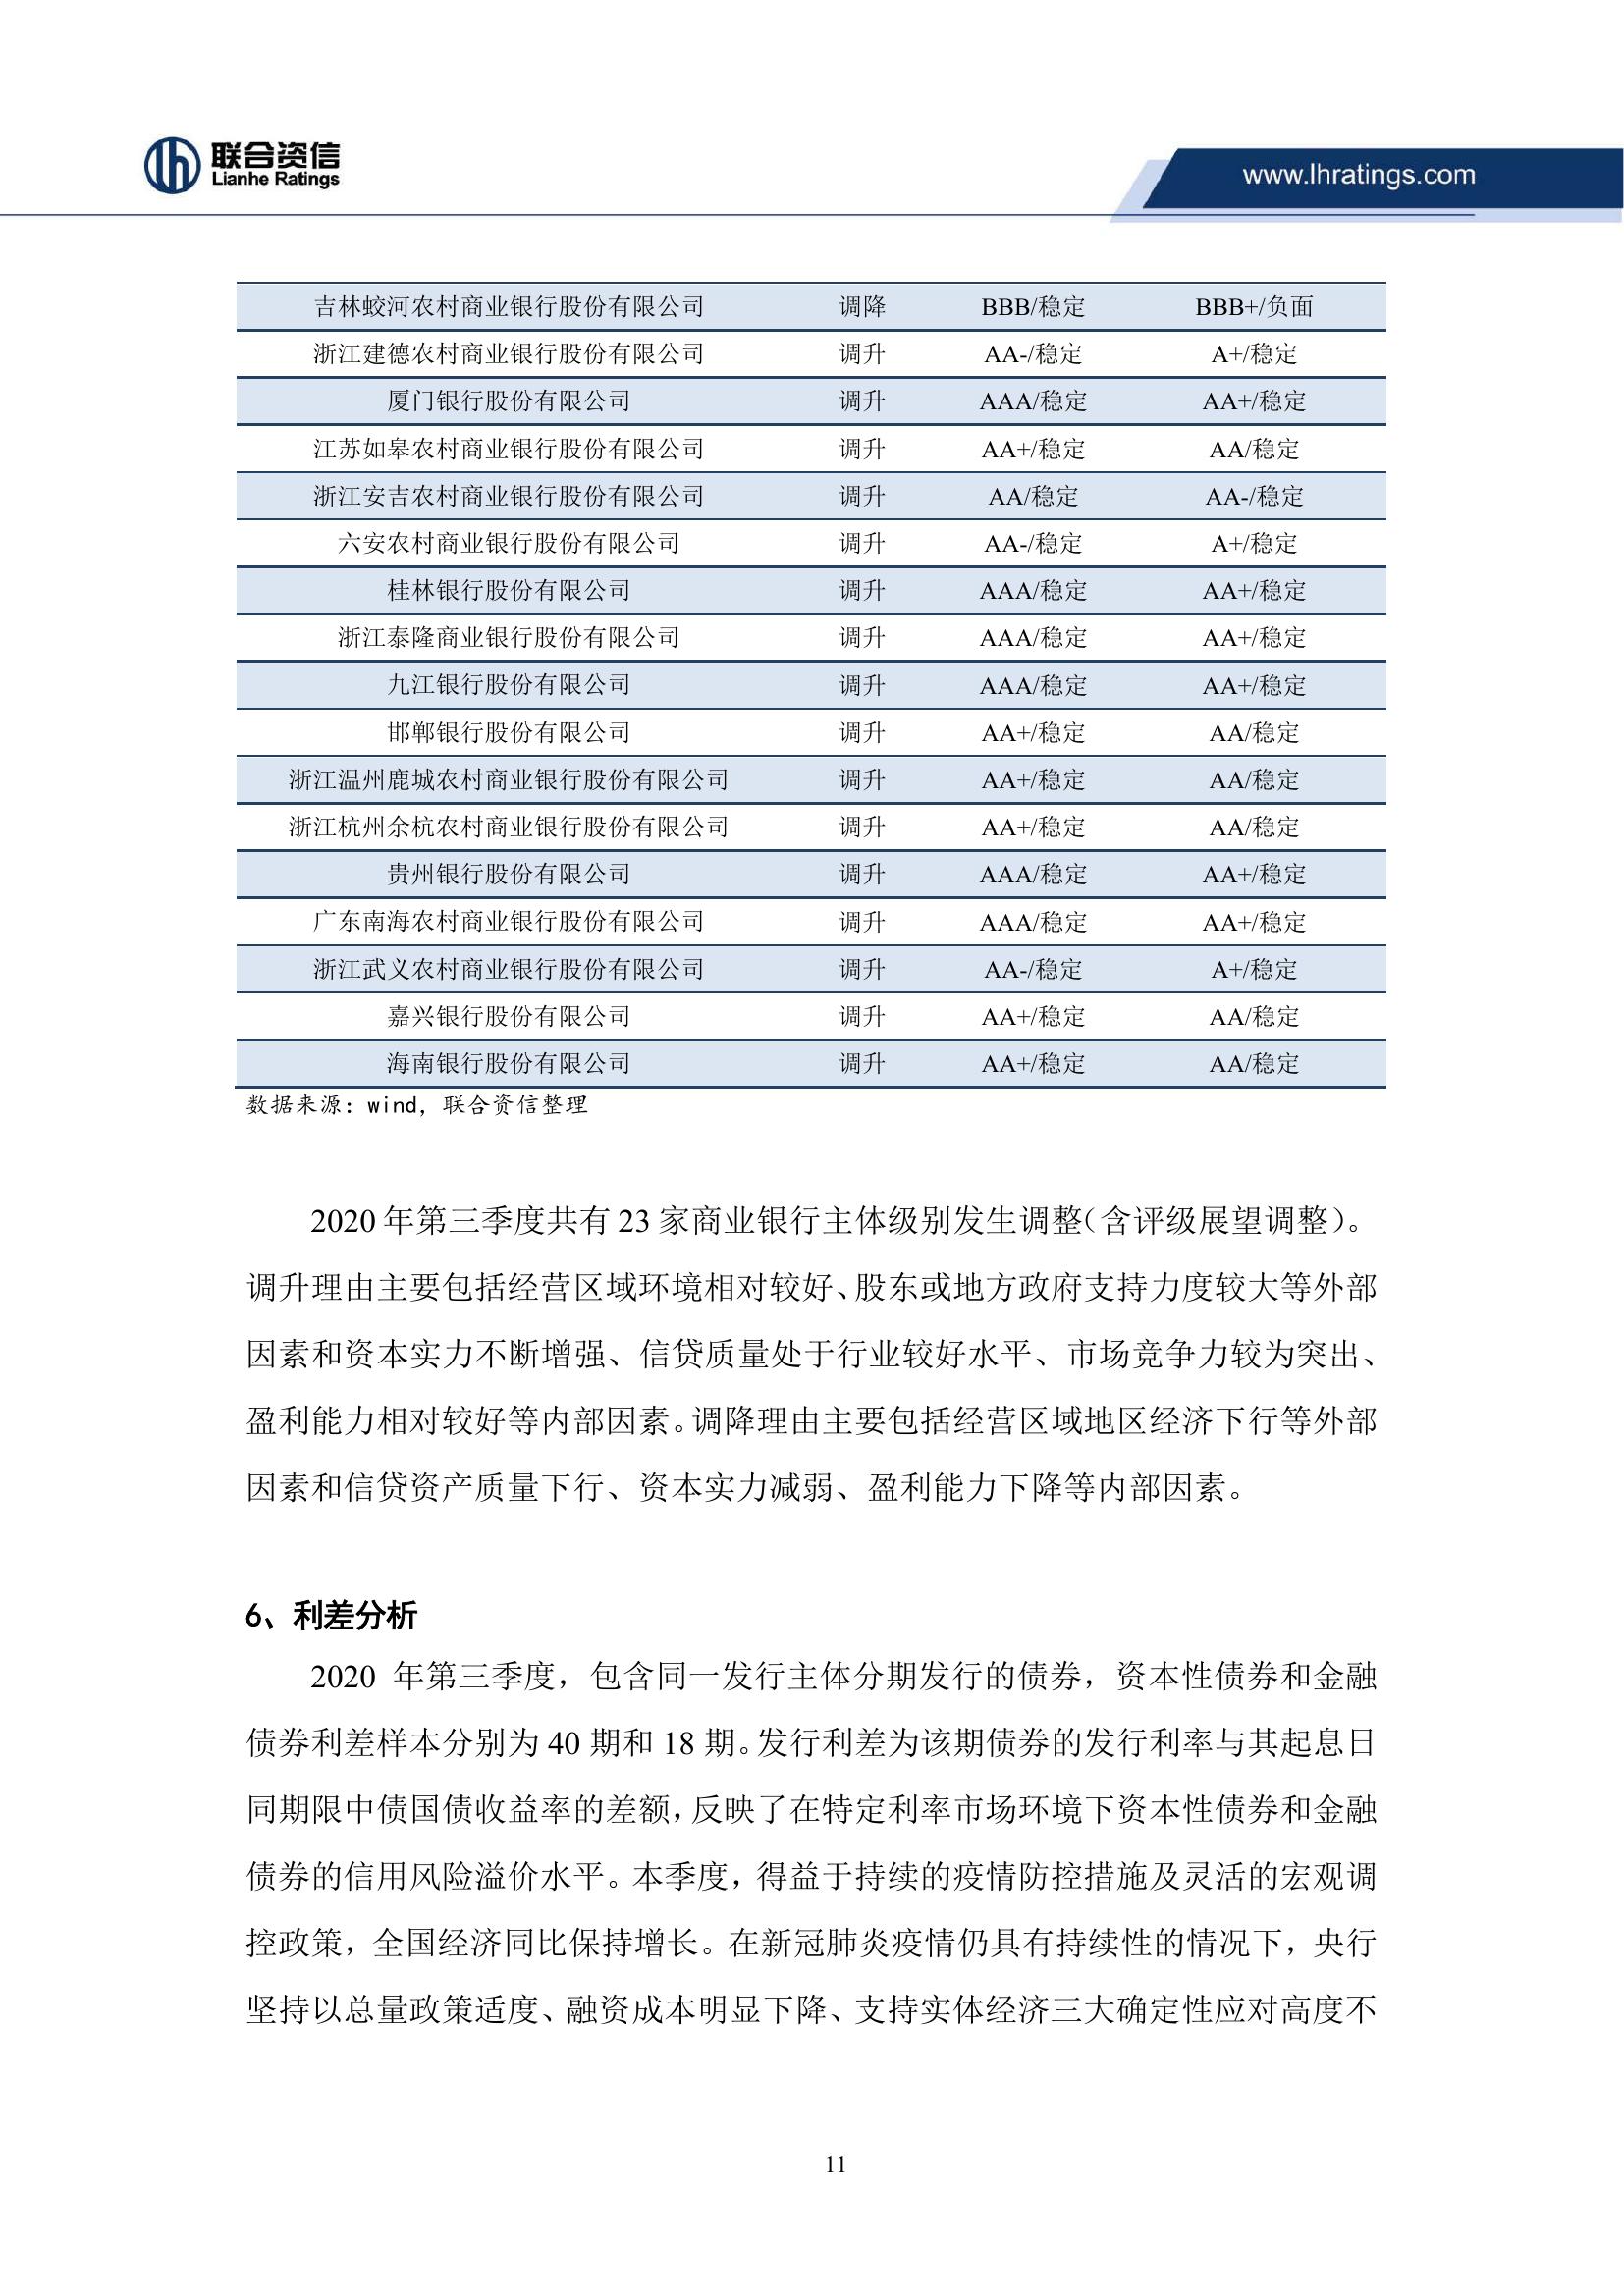 联合资信
Lianhe Ratings
www.lhratings.com
吉林蛟河农村商业银行股份有限公司 调降 BBB/稳定 BBB+/负面
浙江建德农村商业银行股份有限公司 调升 AA-/稳定 A+/稳定
厦门银行股份有限公司 调升 AAA/稳定 AA+/稳定
江苏如皋农村商业银行股份有限公司 调升 AA+/稳定 AA/稳定
浙江安吉农村商业银行股份有限公司 调升 AA/稳定 AA-/稳定
六安农村商业银行股份有限公司 调升 AA-/稳定 A+/稳定
桂林银行股份有限公司 调升 AAA/稳定 AA+/稳定
浙江泰隆商业银行股份有限公司 调升 AAA/稳定 AA+/稳定
九江银行股份有限公司 调升 AAA/稳定 AA+/稳定
邯郸银行股份有限公司 调升 AA+/稳定 AA/稳定
浙江温州鹿城农村商业银行股份有限公司 调升 AA+/稳定 AA/稳定
浙江杭州余杭农村商业银行股份有限公司 调升 AA+/稳定 AA/稳定
贵州银行股份有限公司 调升 AAA/稳定 AA+/稳定
广东南海农村商业银行股份有限公司 调升 AAA/稳定 AA+/稳定
浙江武义农村商业银行股份有限公司 调升 AA-/稳定 A+/稳定
嘉兴银行股份有限公司 调升 AA+/稳定 AA/稳定
海南银行股份有限公司 调升 AA+/稳定 AA/稳定
数据来源：wind，联合资信整理
2020 年第三季度共有 23 家商业银行主体级别发生调整（含评级展望调整）。
调升理由主要包括经营区域环境相对较好、股东或地方政府支持力度较大等外部
因素和资本实力不断增强、信贷质量处于行业较好水平、市场竞争力较为突出、
盈利能力相对较好等内部因素。调降理由主要包括经营区域地区经济下行等外部
因素和信贷资产质量下行、资本实力减弱、盈利能力下降等内部因素。
6、利差分析
2020 年第三季度，包含同一发行主体分期发行的债券，资本性债券和金融
债券利差样本分别为 40 期和 18 期。发行利差为该期债券的发行利率与其起息日
同期限中债国债收益率的差额，反映了在特定利率市场环境下资本性债券和金融
债券的信用风险溢价水平。本季度，得益于持续的疫情防控措施及灵活的宏观调
控政策，全国经济同比保持增长。在新冠肺炎疫情仍具有持续性的情况下，央行
坚持以总量政策适度、融资成本明显下降、支持实体经济三大确定性应对高度不
11